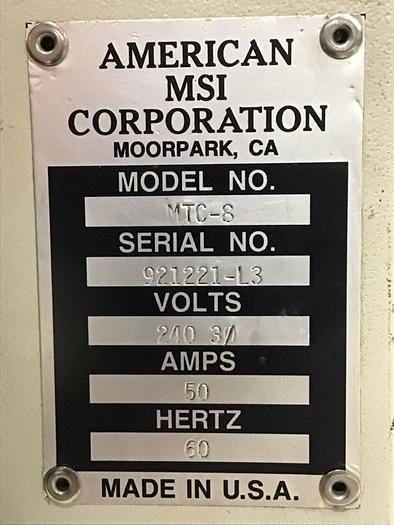 AMERICAN
MSI
CORPORATION
MOORPARK, CA
MODEL NO.
MTC-8
SERIAL NO.
921221-L3
VOLTS
240 3Ø
AMPS
50
HERTZ
60
MADE IN U.S.A.